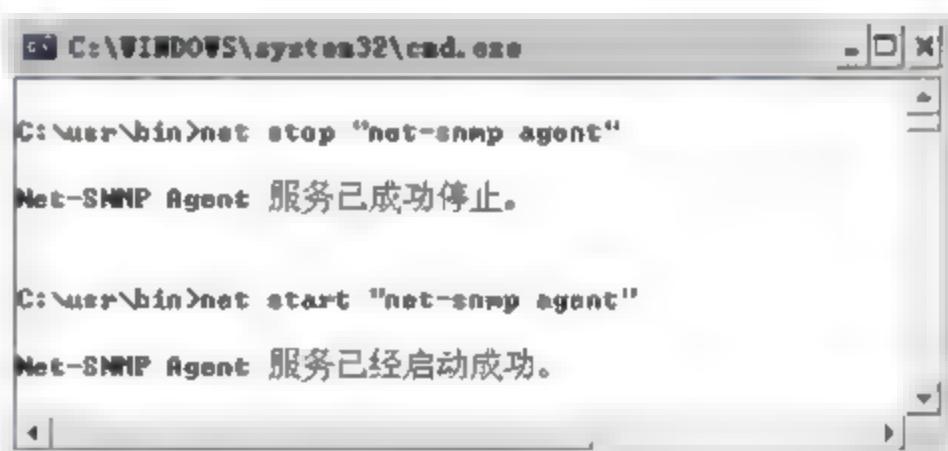 C:\WINDOWS\system32\cmd.exe
C:\usr\bin>net stop "net-snmp agent"
Net-SNMP Agent 服务已成功停止。
C:\usr\bin>net start "net-snmp agent"
Net-SNMP Agent 服务已经启动成功。